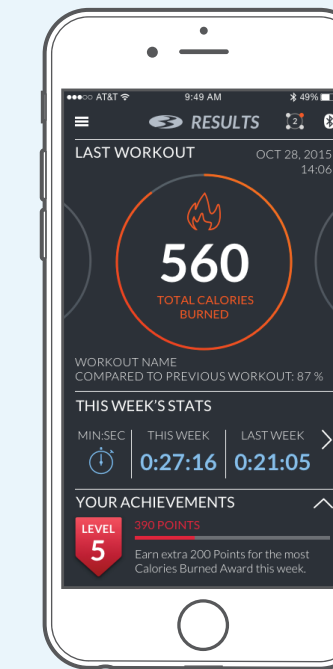 AT&T 9:49 AM 49%
RESULTS 2
LAST WORKOUT OCT 28, 2015
14:06
560
TOTAL CALORIES
BURNED
WORKOUT NAME
COMPARED TO PREVIOUS WORKOUT: 87 %
THIS WEEK'S STATS
MIN:SEC THIS WEEK LAST WEEK
0:27:16 0:21:05
YOUR ACHIEVEMENTS
LEVEL 390 POINTS
5
Earn extra 200 Points for the most
Calories Burned Award this week.